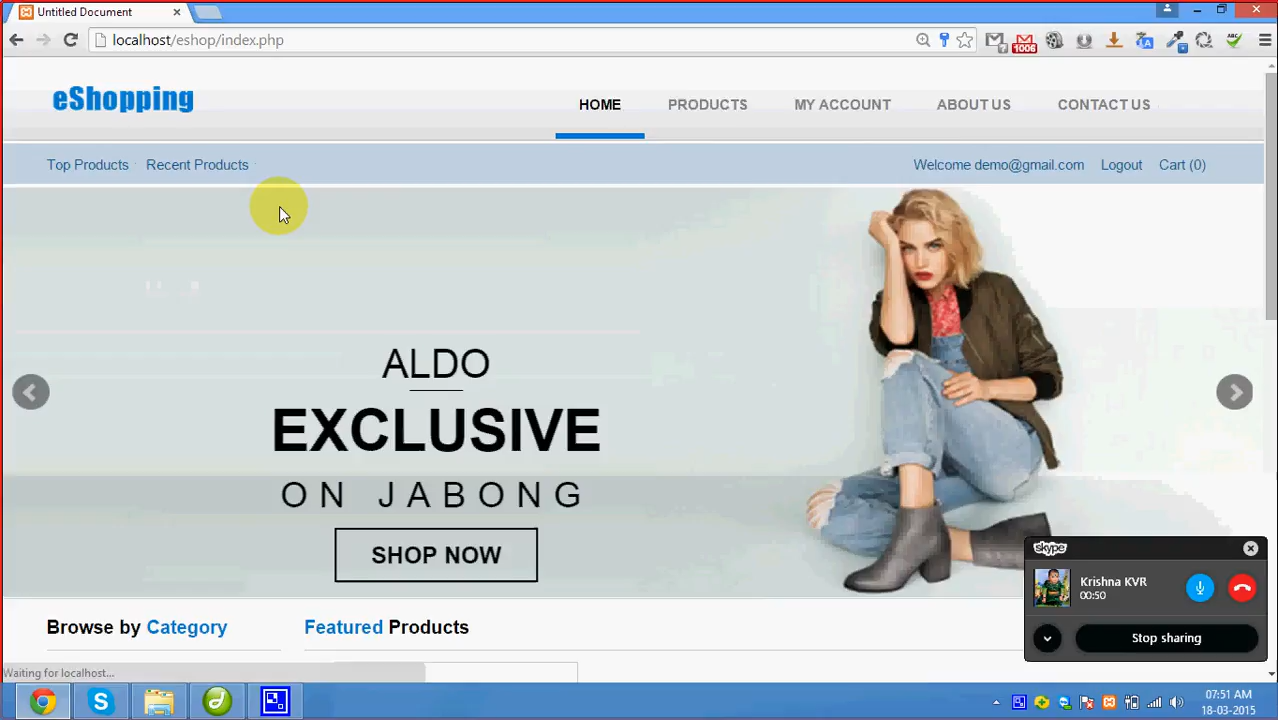 Untitled Document
localhost/eshop/index.php
1006
ABC
eShopping
HOME PRODUCTS MY ACCOUNT ABOUT US CONTACT US
Top Products Recent Products Welcome demo@gmail.com Logout Cart (0)
ALDO
EXCLUSIVE
ON JABONG
SHOP NOW
skype
Krishna KVR
00:50
Stop sharing
Browse by Category Featured Products
Waiting for localhost...
07:51 AM
18-03-2015